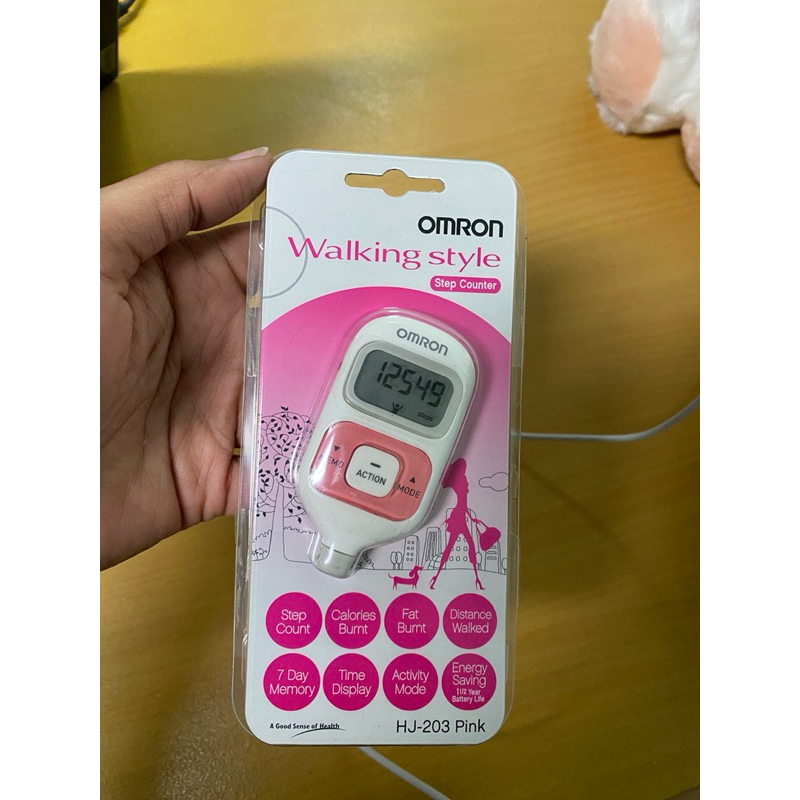 OMRON
Walking style
Step Counter
OMRON
12549
steps
EMO
ACTION
MODE
Step
Count
Calories
Burnt
Fat
Burnt
Distance
Walked
7 Day
Memory
Time
Display
Activity
Mode
Energy
Saving
1 1/2 Year
Battery Life
A Good Sense of Health
HJ-203 Pink